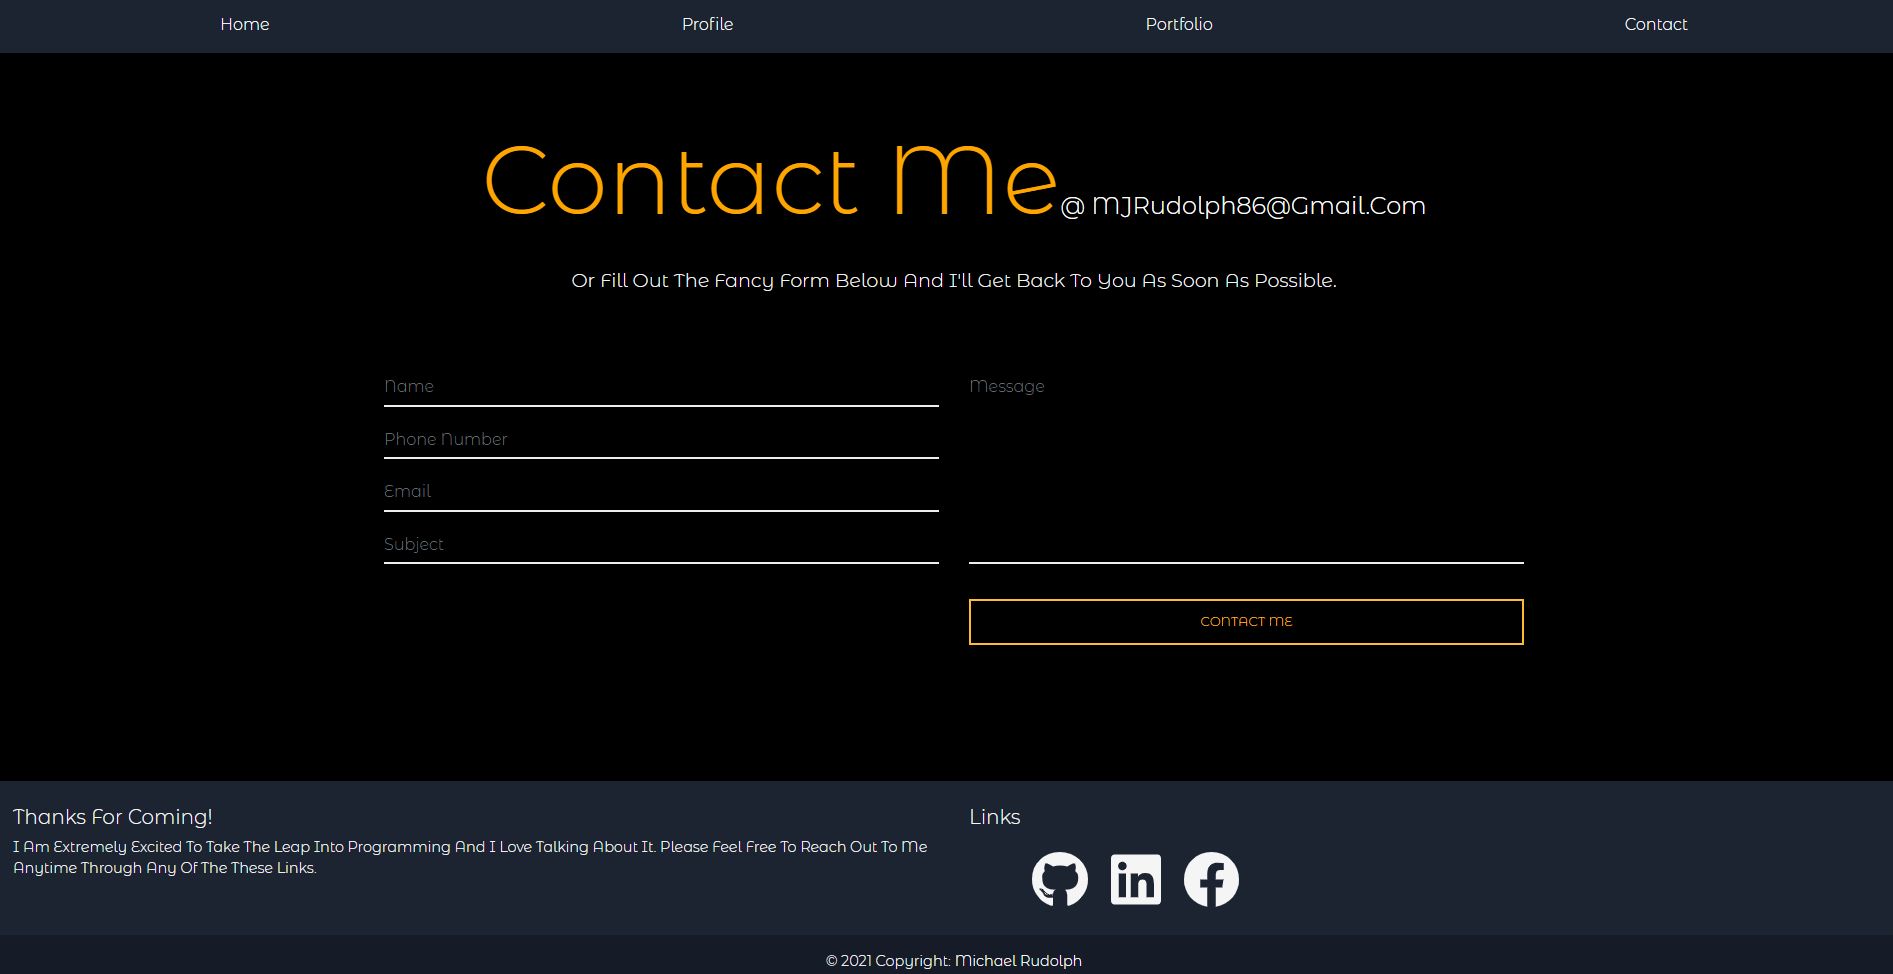 Home Profile Portfolio Contact
Contact Me@ MJRudolph86@Gmail.Com
Or Fill Out The Fancy Form Below And I'll Get Back To You As Soon As Possible.
Name
Phone Number
Email
Subject
Message
CONTACT ME
Thanks For Coming!
I Am Extremely Excited To Take The Leap Into Programming And I Love Talking About It. Please Feel Free To Reach Out To Me
Anytime Through Any Of The These Links.
Links
in
© 2021 Copyright: Michael Rudolph